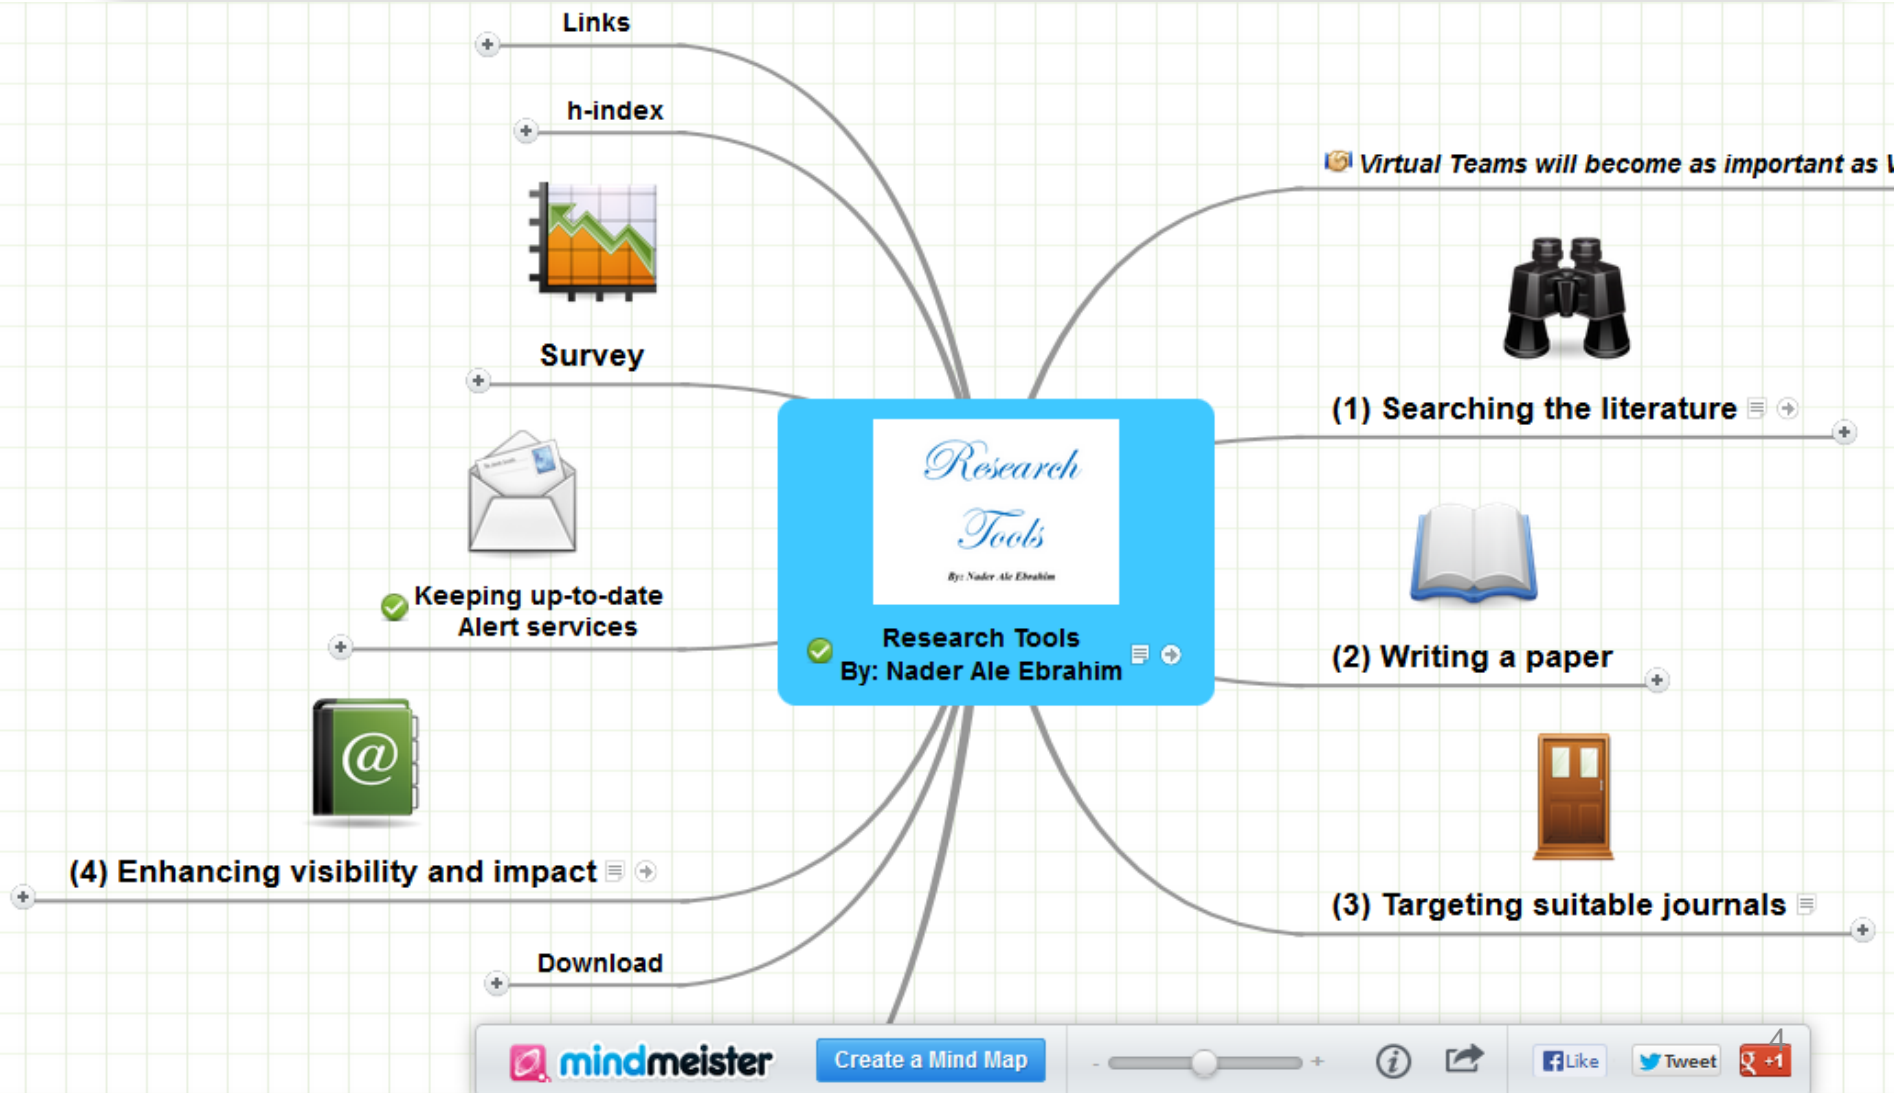 Links
h-index
Survey
Keeping up-to-date
Alert services
(4) Enhancing visibility and impact
Download
Research
Tools
By: Nader Ale Ebrahim
Research Tools
By: Nader Ale Ebrahim
Virtual Teams will become as important as
(1) Searching the literature
(2) Writing a paper
(3) Targeting suitable journals
@
mindmeister
Create a Mind Map
- +
i
Like
Tweet
g +1
4